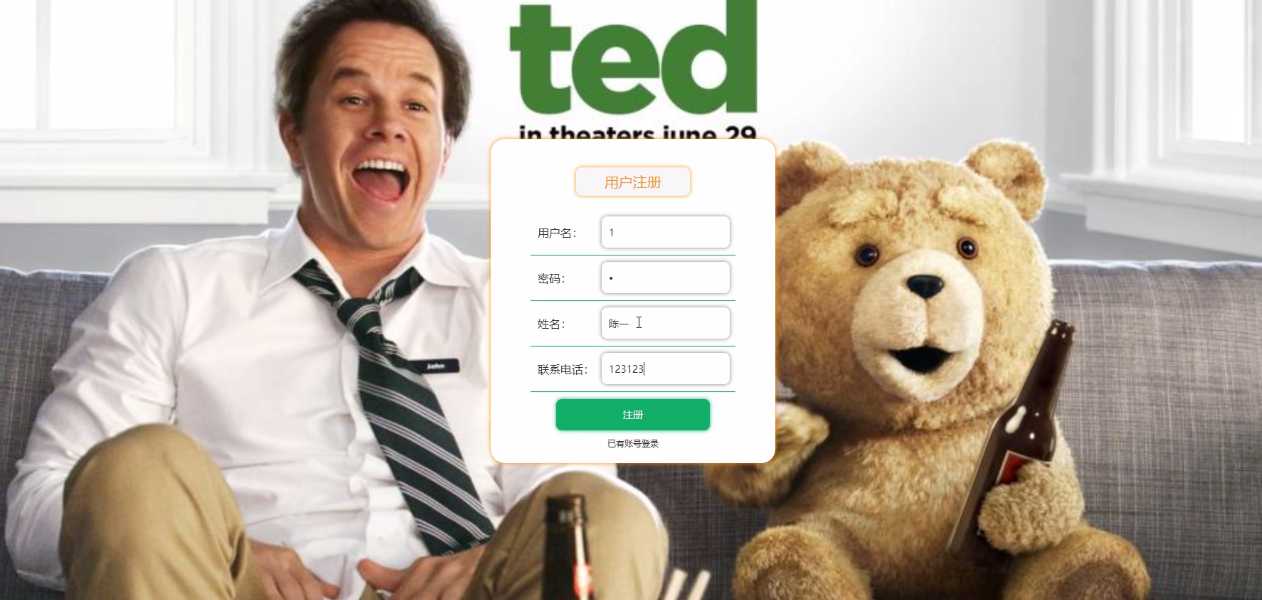 ted
in theaters june 29
用户注册
用户名： 1
密码： •
姓名： 陈一
联系电话： 123123
John
注册
已有账号登录